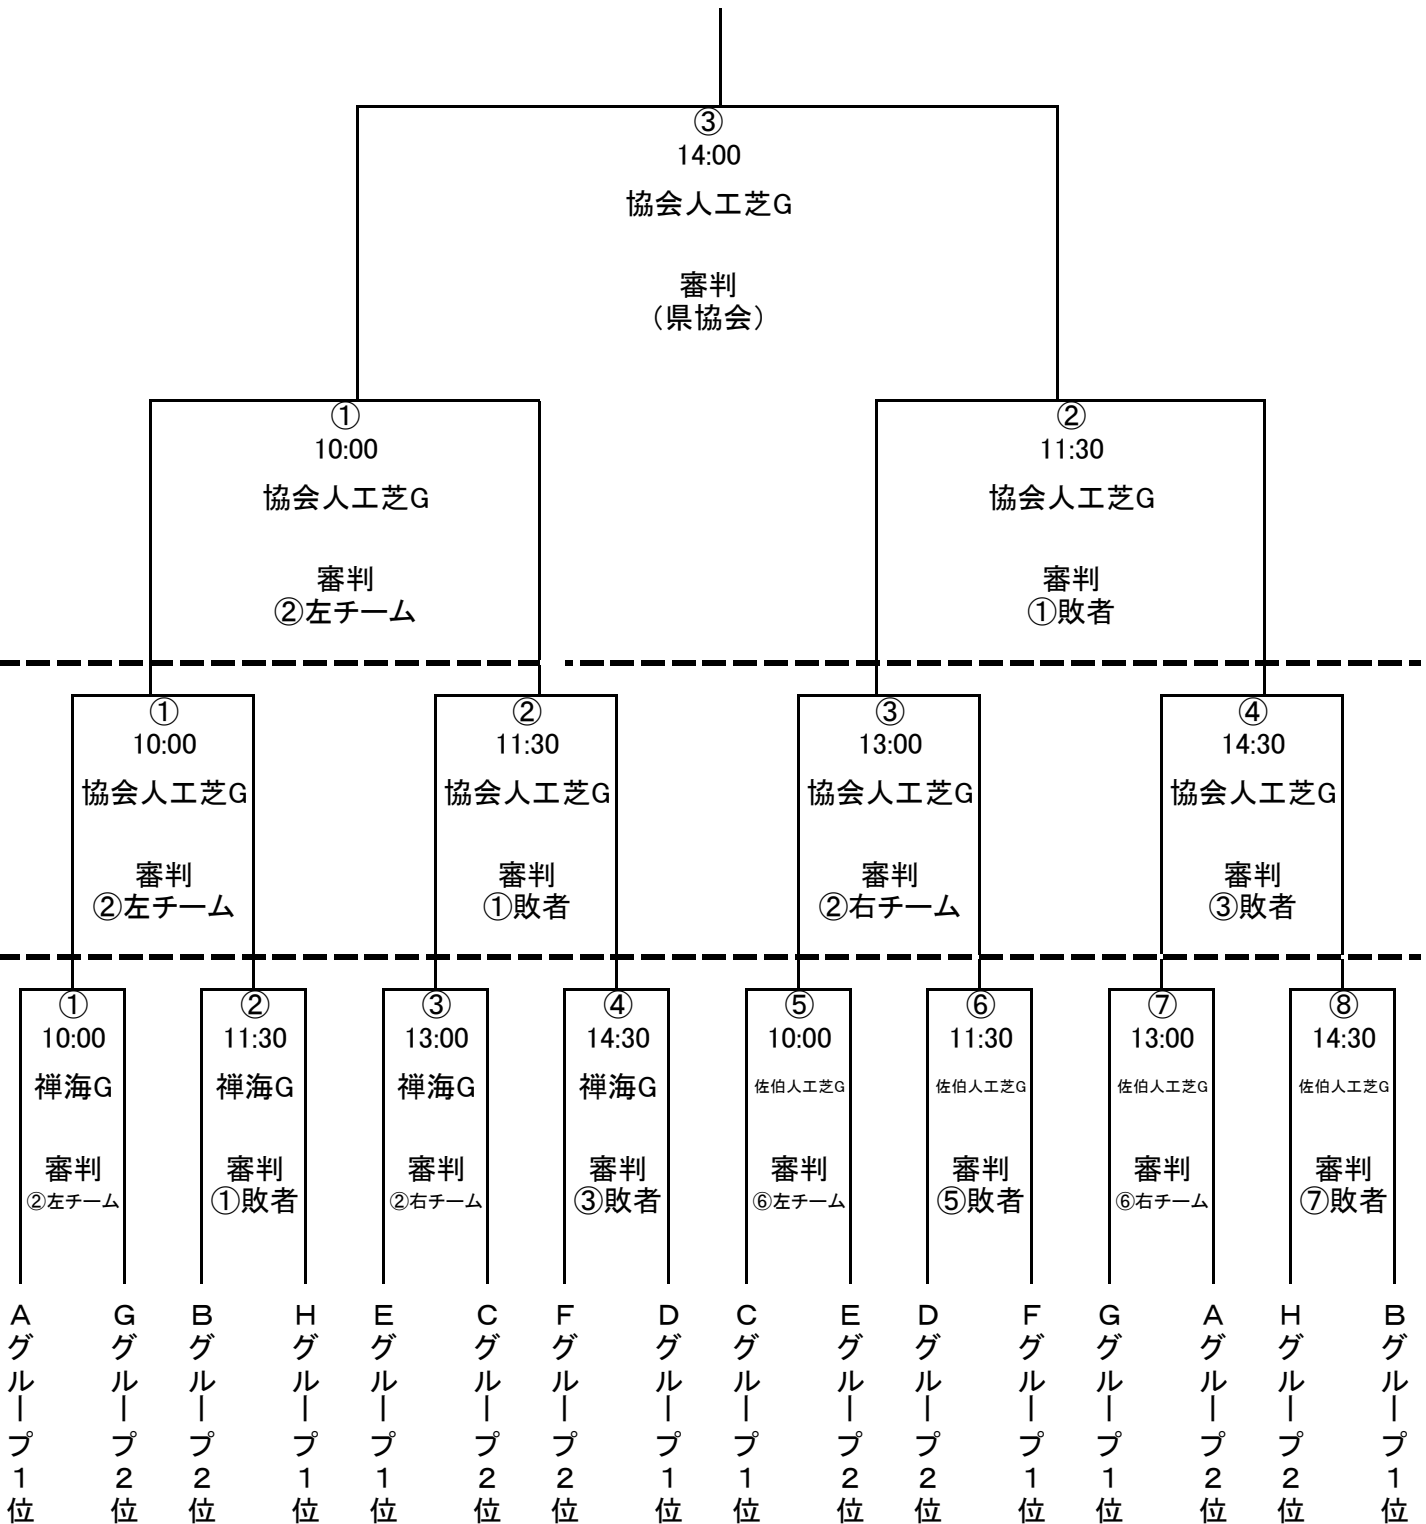 ③
14:00
協会人工芝G
審判
（県協会）
①
10:00
協会人工芝G
審判
②左チーム
②
11:30
協会人工芝G
審判
①敗者
①
10:00
協会人工芝G
審判
②左チーム
②
11:30
協会人工芝G
審判
①敗者
③
13:00
協会人工芝G
審判
②右チーム
④
14:30
協会人工芝G
審判
③敗者
①
10:00
禅海G
審判
②左チーム
②
11:30
禅海G
審判
①敗者
③
13:00
禅海G
審判
②右チーム
④
14:30
禅海G
審判
③敗者
⑤
10:00
佐伯人工芝G
審判
⑥左チーム
⑥
11:30
佐伯人工芝G
審判
⑤敗者
⑦
13:00
佐伯人工芝G
審判
⑥右チーム
⑧
14:30
佐伯人工芝G
審判
⑦敗者
Aグループ1位
Gグループ2位
Bグループ2位
Hグループ1位
Eグループ1位
Cグループ2位
Fグループ2位
Dグループ1位
Cグループ1位
Eグループ2位
Dグループ2位
Fグループ1位
Gグループ1位
Aグループ2位
Hグループ2位
Bグループ1位